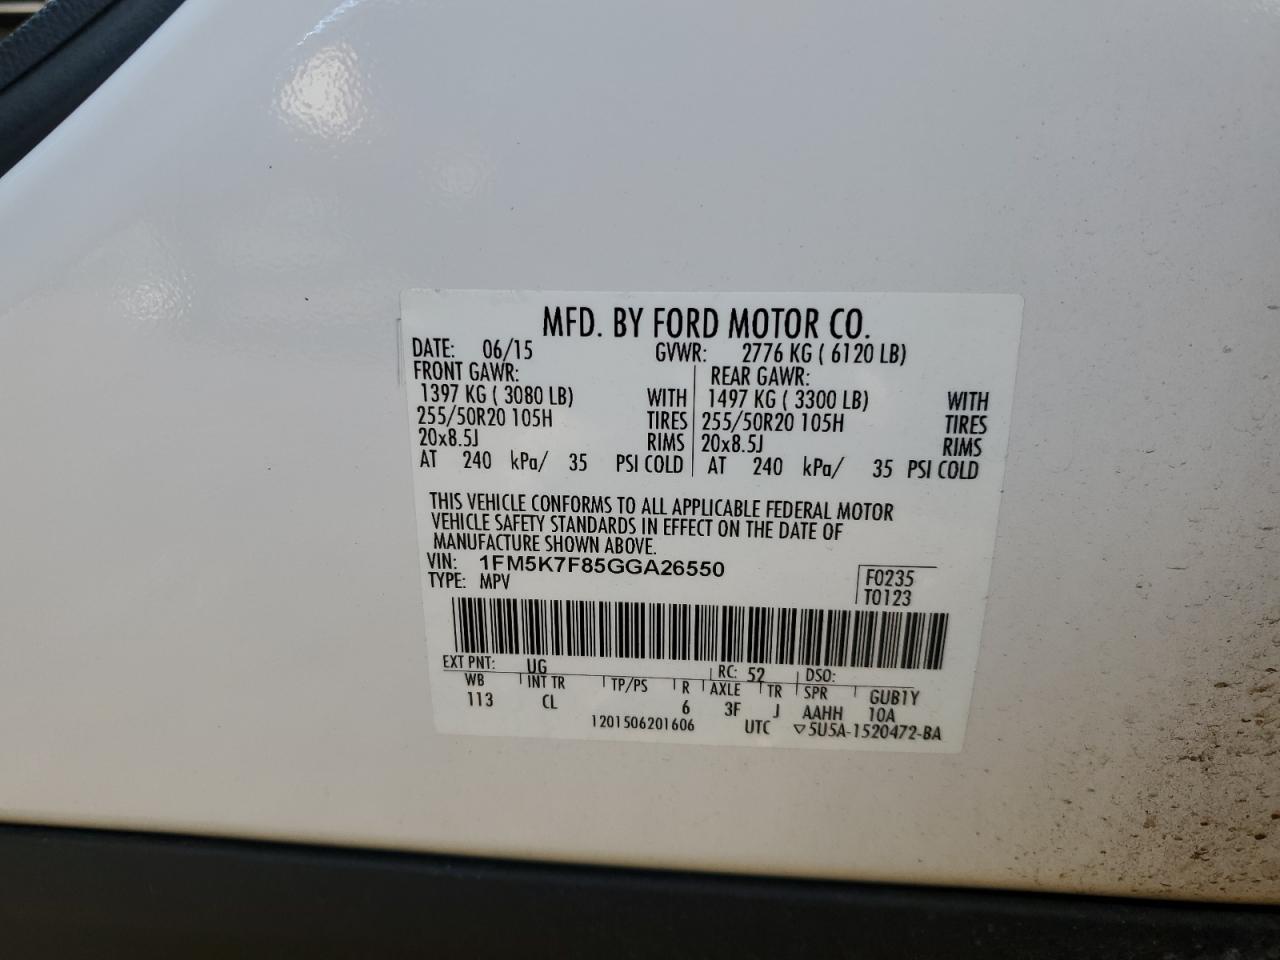 MFD. BY FORD MOTOR CO.
DATE: 06/15 GVWR: 2776 KG ( 6120 LB)
FRONT GAWR: REAR GAWR:
1397 KG ( 3080 LB) WITH 1497 KG ( 3300 LB) WITH
255/50R20 105H TIRES 255/50R20 105H TIRES
20x8.5J RIMS 20x8.5J RIMS
AT 240 kPa/ 35 PSI COLD AT 240 kPa/ 35 PSI COLD
THIS VEHICLE CONFORMS TO ALL APPLICABLE FEDERAL MOTOR
VEHICLE SAFETY STANDARDS IN EFFECT ON THE DATE OF
MANUFACTURE SHOWN ABOVE.
VIN: 1FM5K7F85GGA26550 F0235
TYPE: MPV T0123
EXT PNT: UG RC: 52 DSO:
WB INT TR TP/PS R AXLE TR SPR GUB1Y
113 CL 6 3F J AAHH 10A
1201506201606 UTC ▽5U5A-1520472-BA